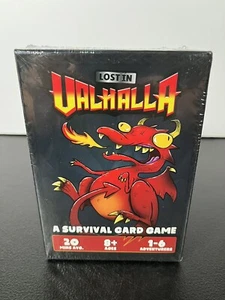 LOST IN
VALHALLA
A SURVIVAL CARD GAME
20 8+ 1-6
MINS AVG. AGES ADVENTURERS